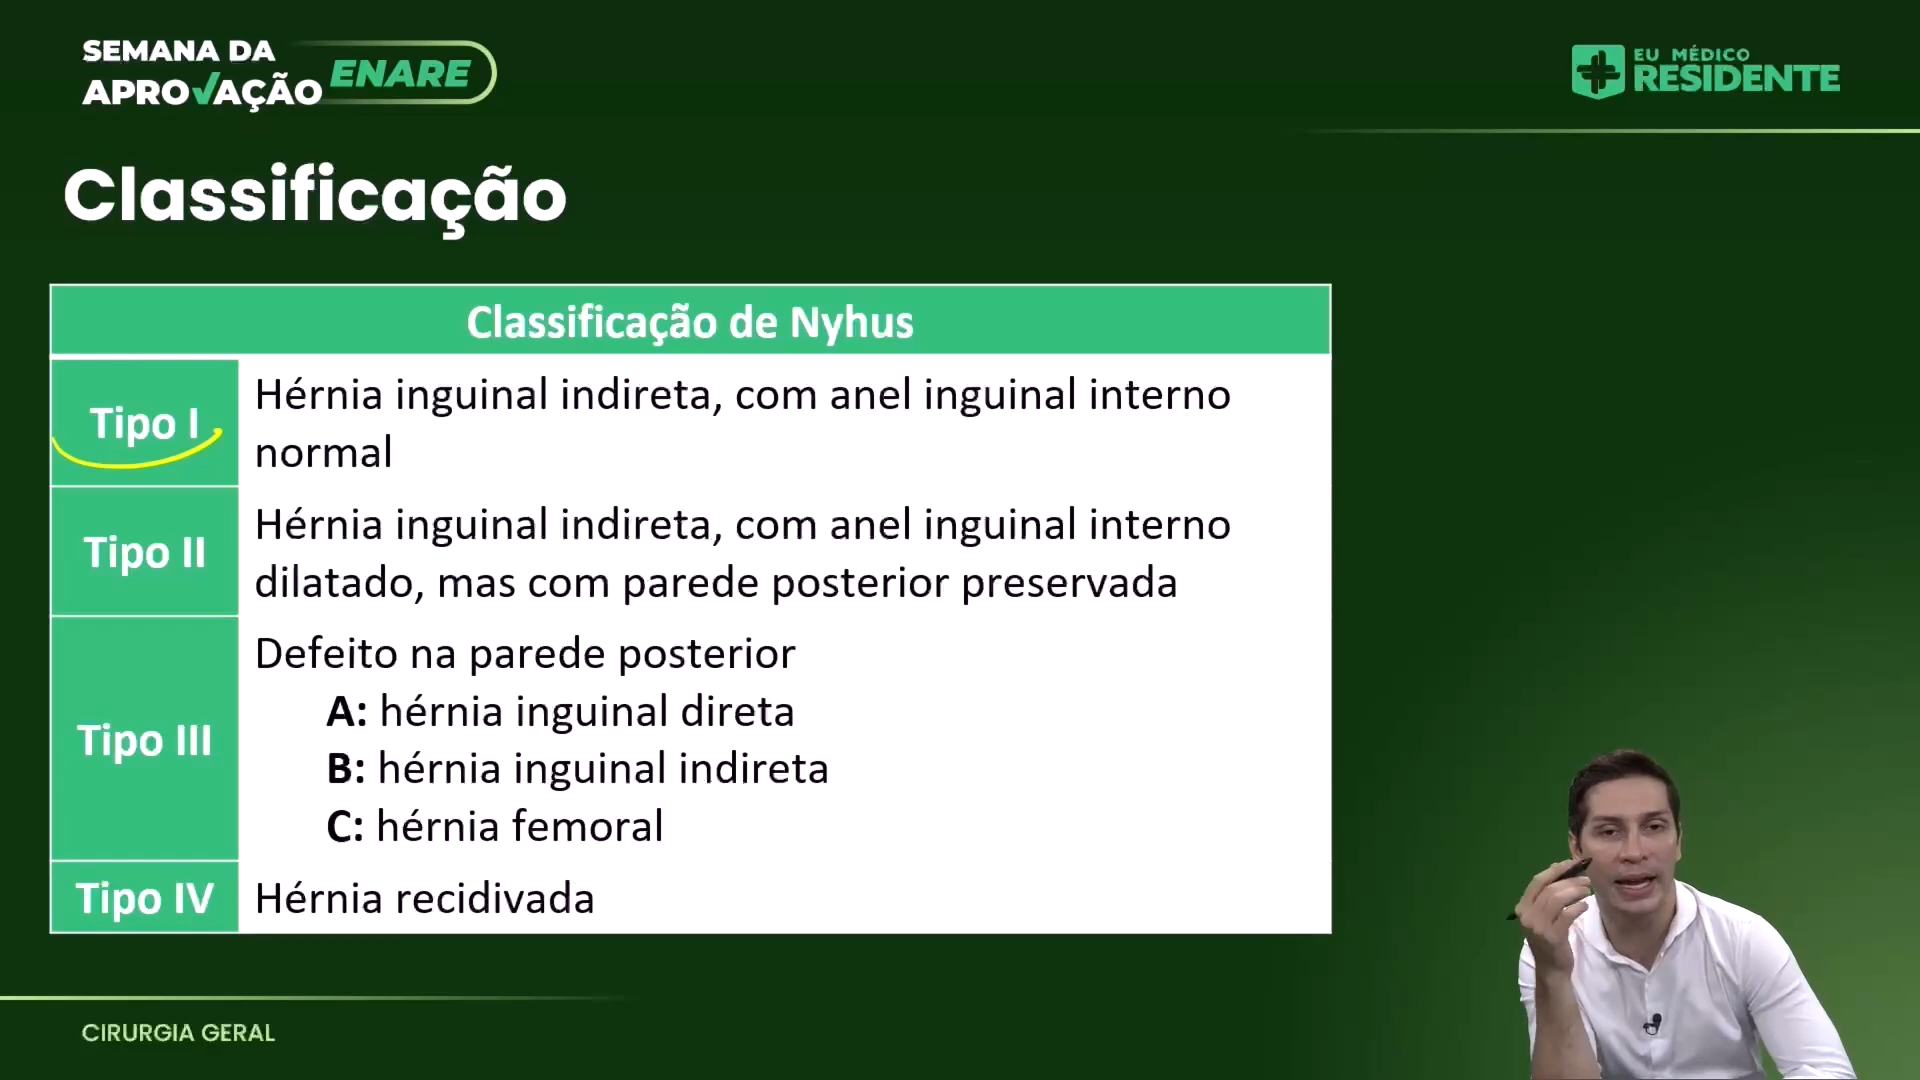 SEMANA DA
APROVAÇÃO ENARE
EU MÉDICO
RESIDENTE
Classificação
Classificação de Nyhus
Tipo I
Hérnia inguinal indireta, com anel inguinal interno
normal
Tipo II
Hérnia inguinal indireta, com anel inguinal interno
dilatado, mas com parede posterior preservada
Tipo III
Defeito na parede posterior
A: hérnia inguinal direta
B: hérnia inguinal indireta
C: hérnia femoral
Tipo IV
Hérnia recidivada
CIRURGIA GERAL